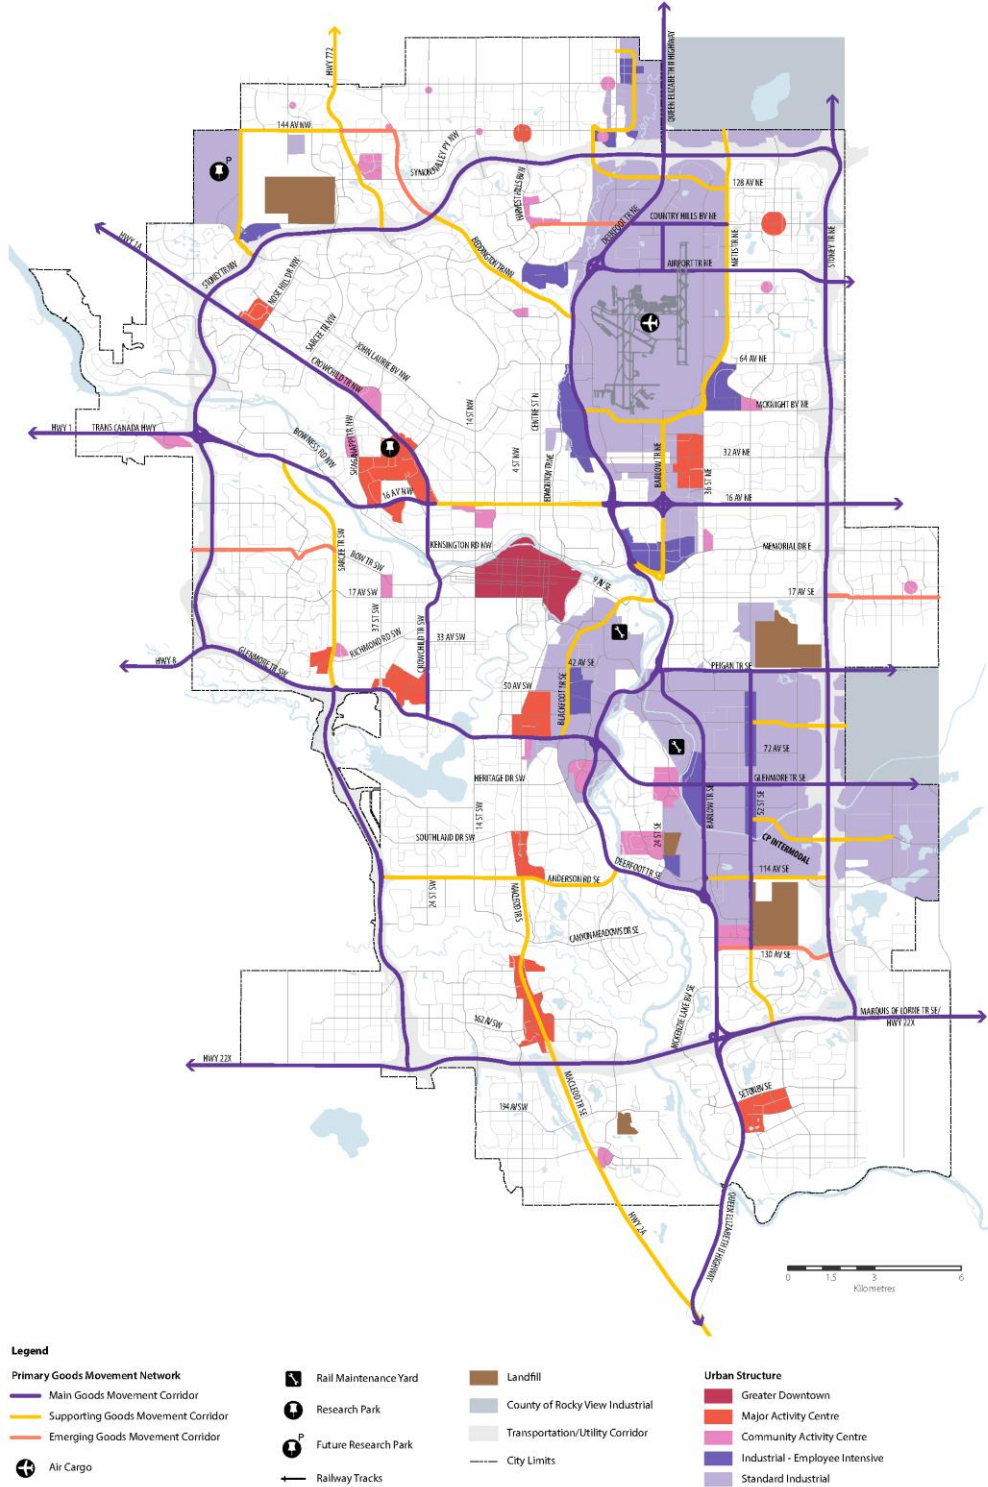 HWY 772
QUEEN ELIZABETH II HIGHWAY
144 AV NW
P
SYMONS VALLEY PY NW
HARVEST HILLS BV N
128 AV NE
COUNTRY HILLS BV NE
DEERFOOT TR NE
METIS TR NE
STONEY TR NE
AIRPORT TR NE
HWY 1A
STONEY TR NW
NOSE HILL DR NW
BEDDINGTON TR NW
SARCEE TR NW
JOHN LAURIE BV NW
CROWCHILD TR NW
64 AV NE
MCKNIGHT BV NE
14 ST NW
CENTRE ST N
4 ST NW
EDMONTON TR NE
BARLOW TR NE
36 ST NE
32 AV NE
HWY 1
TRANS CANADA HWY
BOWNESS RD NW
SHAGANAPPI TR NW
16 AV NW
16 AV NE
KENSINGTON RD NW
MEMORIAL DR E
SARCEE TR SW
BOW TR SW
17 AV SW
9 AV SE
17 AV SE
37 ST SW
RICHMOND RD SW
CROWCHILD TR SW
33 AV SW
HWY 8
GLENMORE TR SW
42 AV SE
50 AV SW
BLACKFOOT TR SE
PEIGAN TR SE
72 AV SE
HERITAGE DR SW
GLENMORE TR SE
14 ST SW
BARLOW TR SE
52 ST SE
SOUTHLAND DR SW
24 ST SE
CP INTERMODAL
DEERFOOT TR SE
114 AV SE
24 ST SW
ANDERSON RD SE
MACLEOD TR S
CANYON MEADOWS DR SE
130 AV SE
162 AV SW
MCKENZIE LAKE BV SE
MARQUIS OF LORNE TR SE/
HWY 22X
HWY 22X
MACLEOD TR SE
SETON BV SE
194 AV SW
HWY 2A
QUEEN ELIZABETH II HIGHWAY
0 1.5 3 6
Kilometres
Legend
Primary Goods Movement Network
Main Goods Movement Corridor
Supporting Goods Movement Corridor
Emerging Goods Movement Corridor
Air Cargo
Rail Maintenance Yard
Research Park
P
Future Research Park
Railway Tracks
Landfill
County of Rocky View Industrial
Transportation/Utility Corridor
City Limits
Urban Structure
Greater Downtown
Major Activity Centre
Community Activity Centre
Industrial - Employee Intensive
Standard Industrial